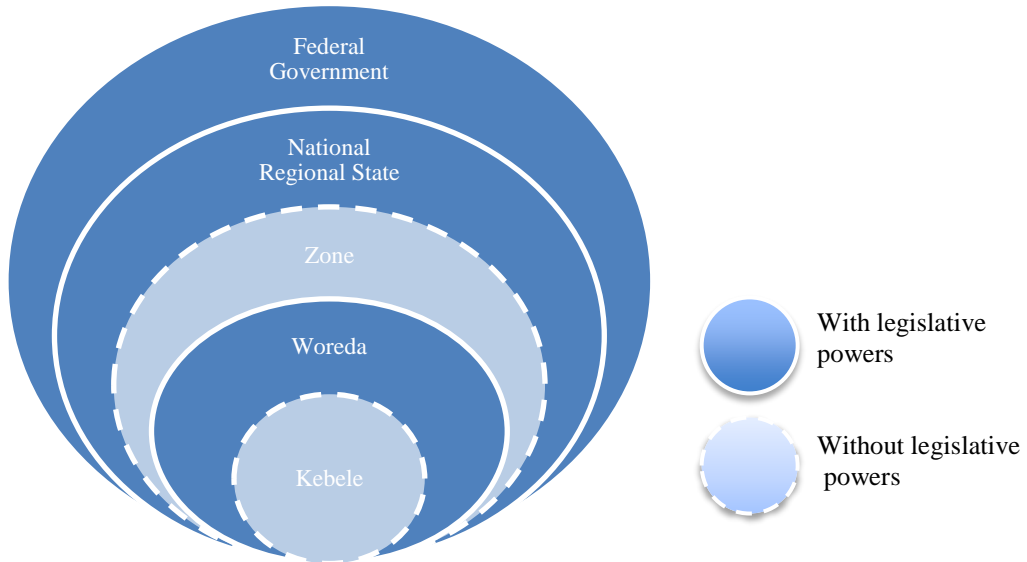 Federal
Government
National
Regional State
Zone
Woreda
Kebele
With legislative
powers
Without legislative
powers